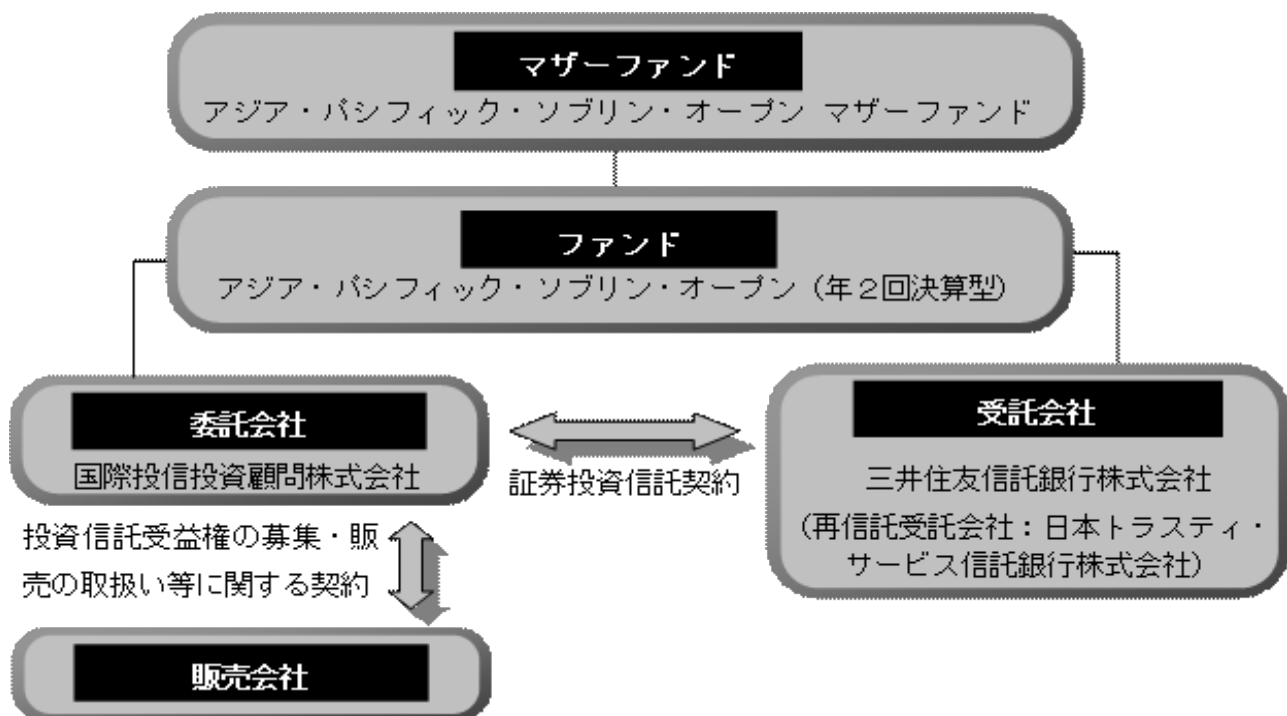 マザーファンド
アジア・パシフィック・ソブリン・オープン マザーファンド
ファンド
アジア・パシフィック・ソブリン・オープン（年２回決算型）
委託会社
国際投信投資顧問株式会社
証券投資信託契約
受託会社
三井住友信託銀行株式会社
（再信託受託会社：日本トラスティ・
サービス信託銀行株式会社）
投資信託受益権の募集・販
売の取扱い等に関する契約
販売会社